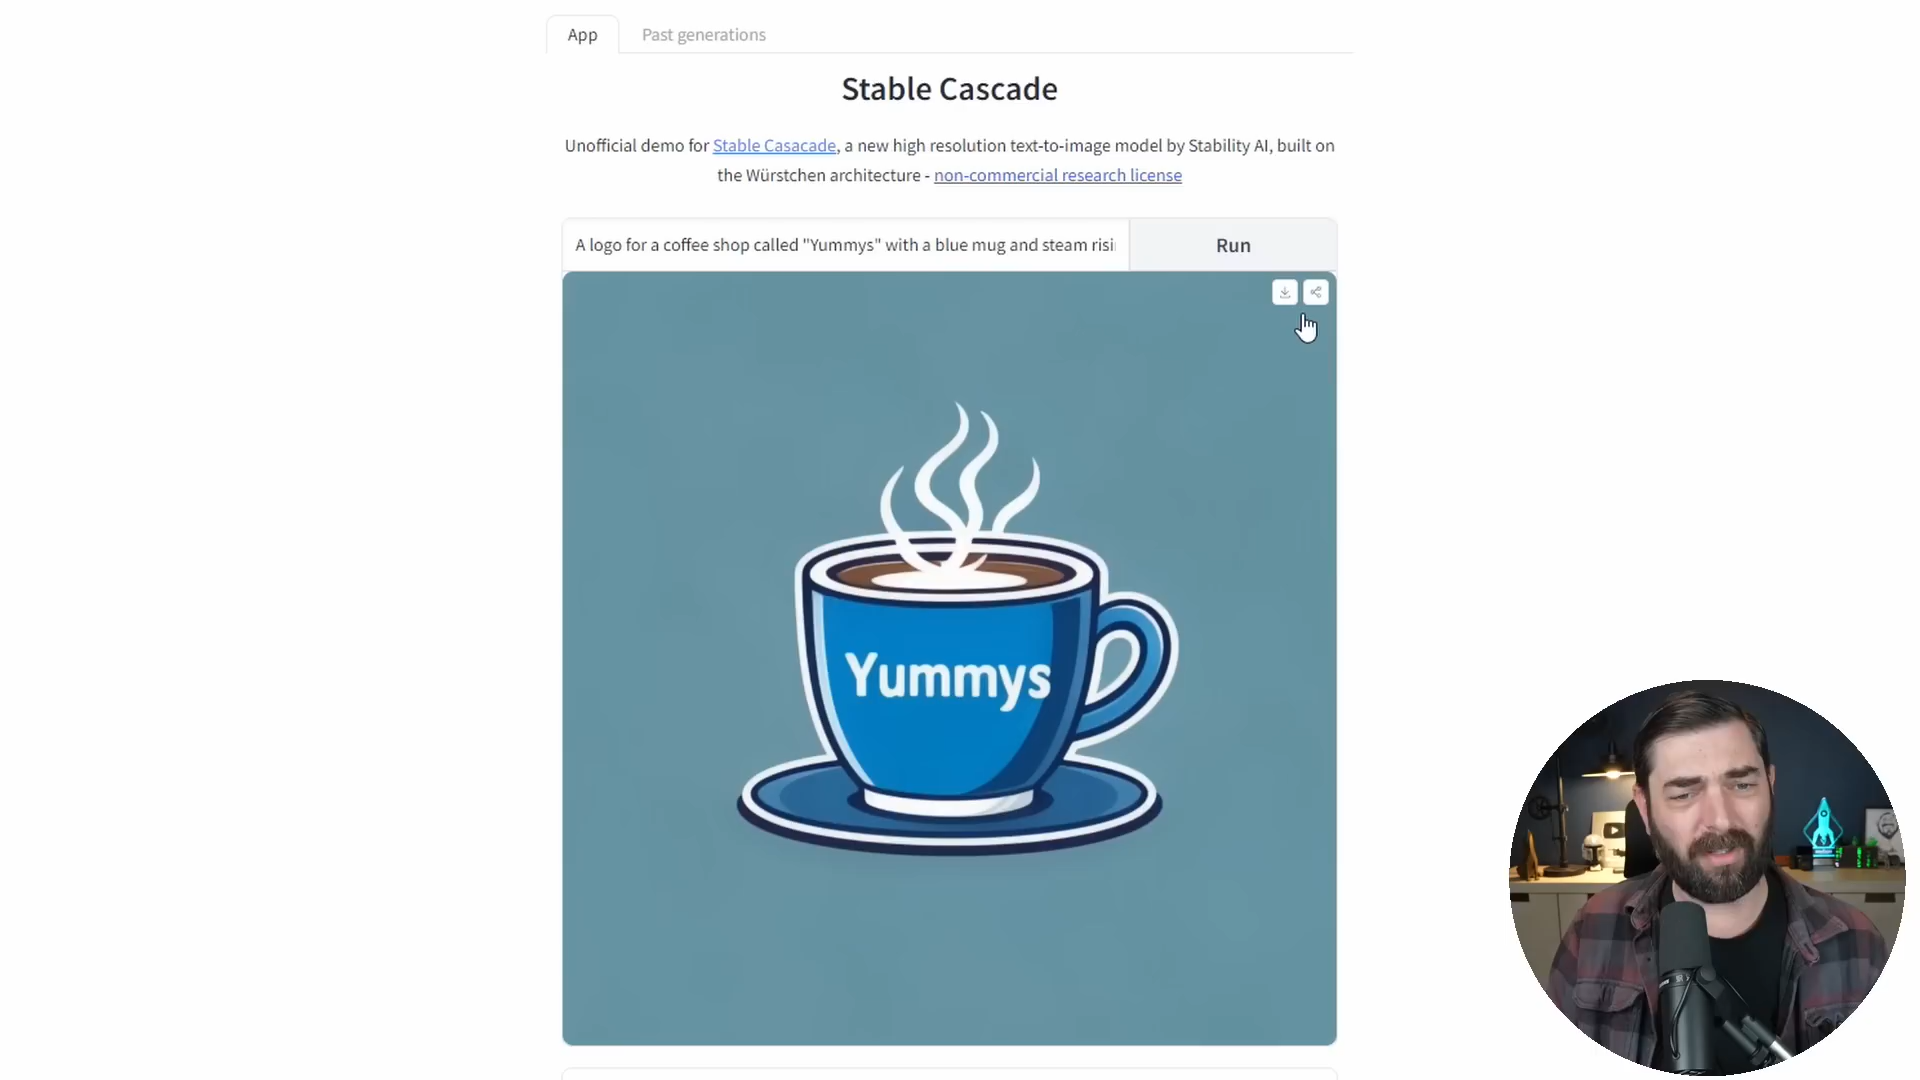 App Past generations
Stable Cascade
Unofficial demo for Stable Casacade, a new high resolution text-to-image model by Stability AI, built on
the Würstchen architecture - non-commercial research license
A logo for a coffee shop called "Yummys" with a blue mug and steam risi
Run
Yummys